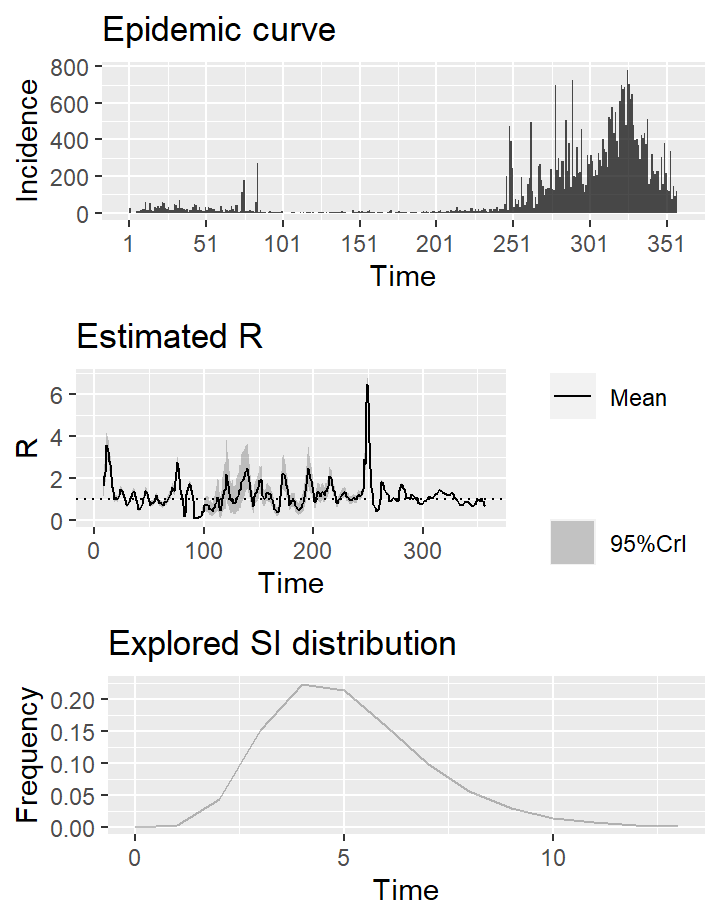 Epidemic curve
Incidence
800
600
400
200
0
1 51 101 151 201 251 301 351
Time
Estimated R
R
6
4
2
0
0 100 200 300
Time
Mean
95%CrI
Explored SI distribution
Frequency
0.20
0.15
0.10
0.05
0.00
0 5 10
Time